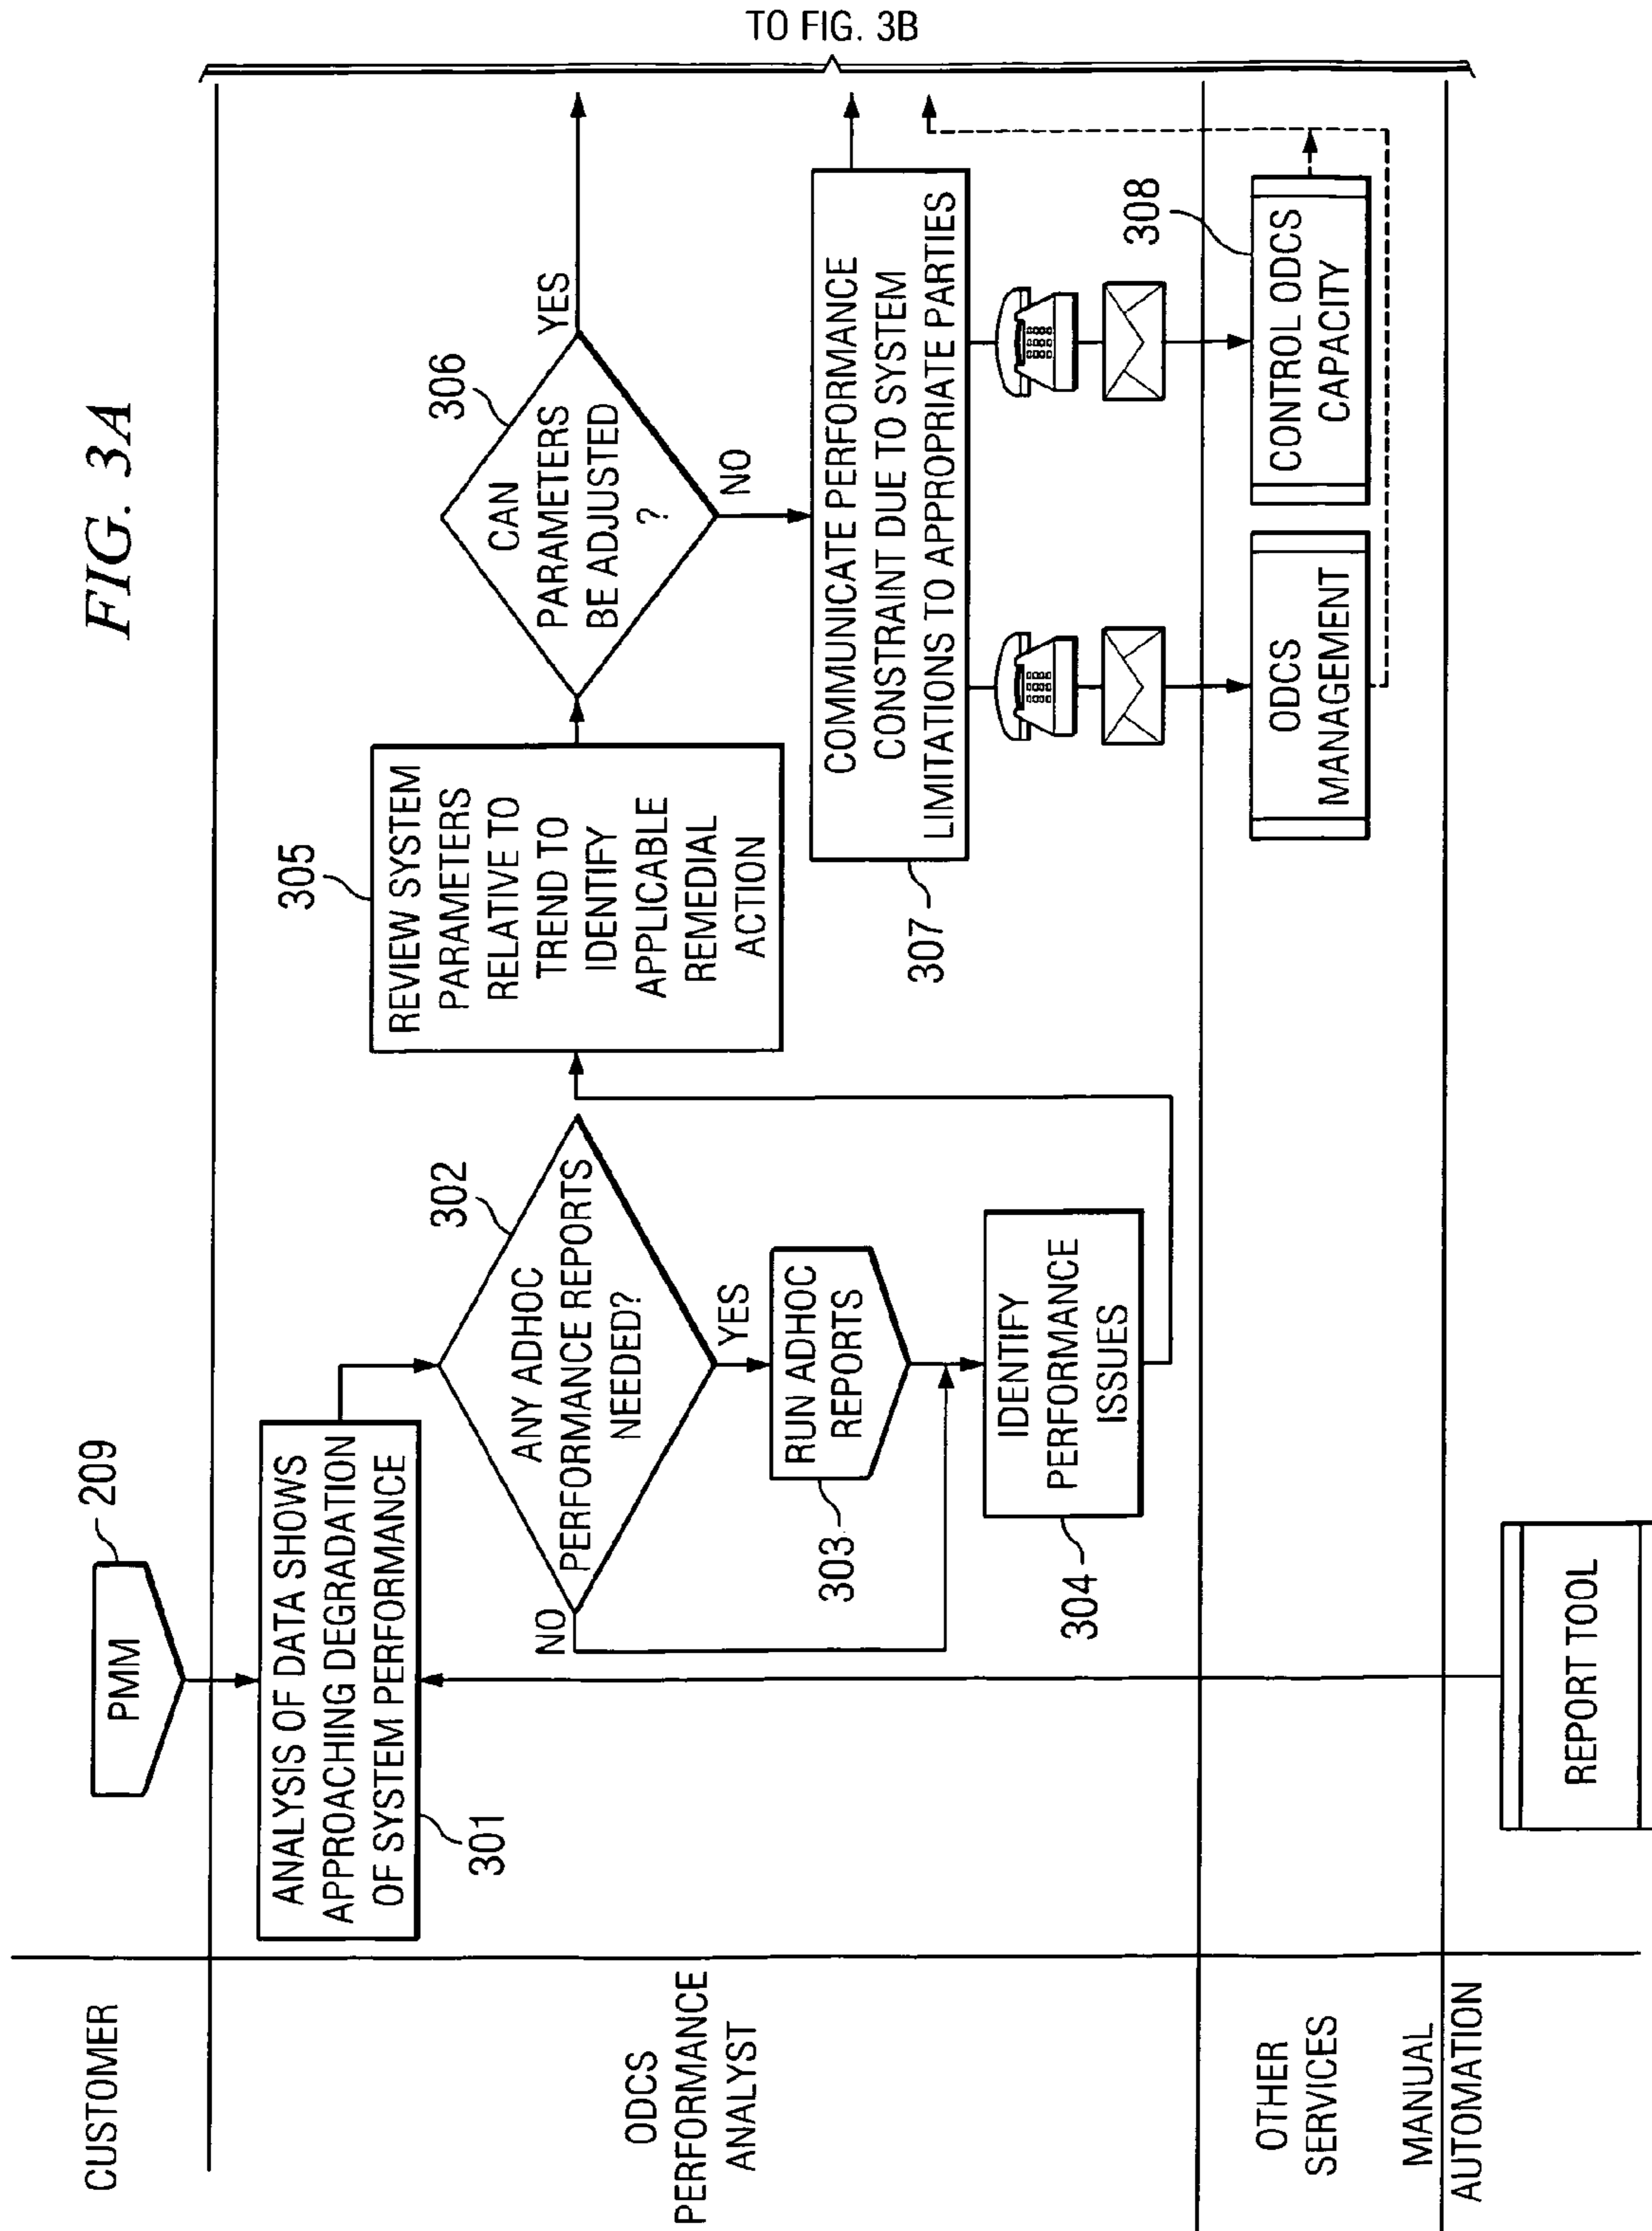 FIG. 3A
TO FIG. 3B
CUSTOMER
PMM
209
ODCS
PERFORMANCE
ANALYST
ANALYSIS OF DATA SHOWS
APPROACHING DEGRADATION
OF SYSTEM PERFORMANCE
301
302
ANY ADHOC
PERFORMANCE REPORTS
NEEDED?
NO
YES
303
RUN ADHOC
REPORTS
304
IDENTIFY
PERFORMANCE
ISSUES
305
REVIEW SYSTEM
PARAMETERS
RELATIVE TO
TREND TO
IDENTIFY
APPLICABLE
REMEDIAL
ACTION
306
CAN
PARAMETERS
BE ADJUSTED
?
YES
NO
COMMUNICATE PERFORMANCE
CONSTRAINT DUE TO SYSTEM
LIMITATIONS TO APPROPRIATE PARTIES
307
OTHER
SERVICES
ODCS
MANAGEMENT
308
CONTROL ODCS
CAPACITY
MANUAL
AUTOMATION
REPORT TOOL